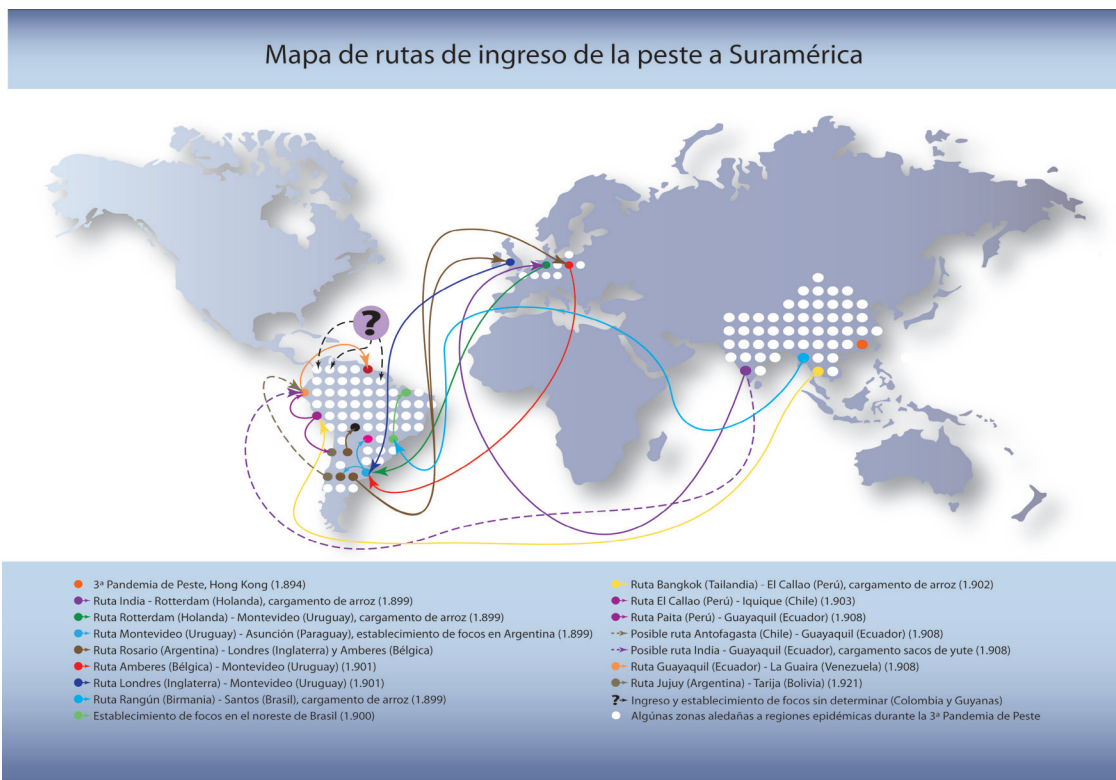 Mapa de rutas de ingreso de la peste a Suramérica
?
3ª Pandemia de Peste, Hong Kong (1.894)
Ruta India - Rotterdam (Holanda), cargamento de arroz (1.899)
Ruta Rotterdam (Holanda) - Montevideo (Uruguay), cargamento de arroz (1.899)
Ruta Montevideo (Uruguay) - Asunción (Paraguay), establecimiento de focos en Argentina (1.899)
Ruta Rosario (Argentina) - Londres (Inglaterra) y Amberes (Bélgica)
Ruta Amberes (Bélgica) - Montevideo (Uruguay) (1.901)
Ruta Londres (Inglaterra) - Montevideo (Uruguay) (1.901)
Ruta Rangún (Birmania) - Santos (Brasil), cargamento de arroz (1.899)
Establecimiento de focos en el noreste de Brasil (1.900)
Ruta Bangkok (Tailandia) - El Callao (Perú), cargamento de arroz (1.902)
Ruta El Callao (Perú) - Iquique (Chile) (1.903)
Ruta Paita (Perú) - Guayaquil (Ecuador) (1.908)
Posible ruta Antofagasta (Chile) - Guayaquil (Ecuador) (1.908)
Posible ruta India - Guayaquil (Ecuador), cargamento sacos de yute (1.908)
Ruta Guayaquil (Ecuador) - La Guaira (Venezuela) (1.908)
Ruta Jujuy (Argentina) - Tarija (Bolivia) (1.921)
? Ingreso y establecimiento de focos sin determinar (Colombia y Guyanas)
Algúnas zonas aledañas a regiones epidémicas durante la 3ª Pandemia de Peste